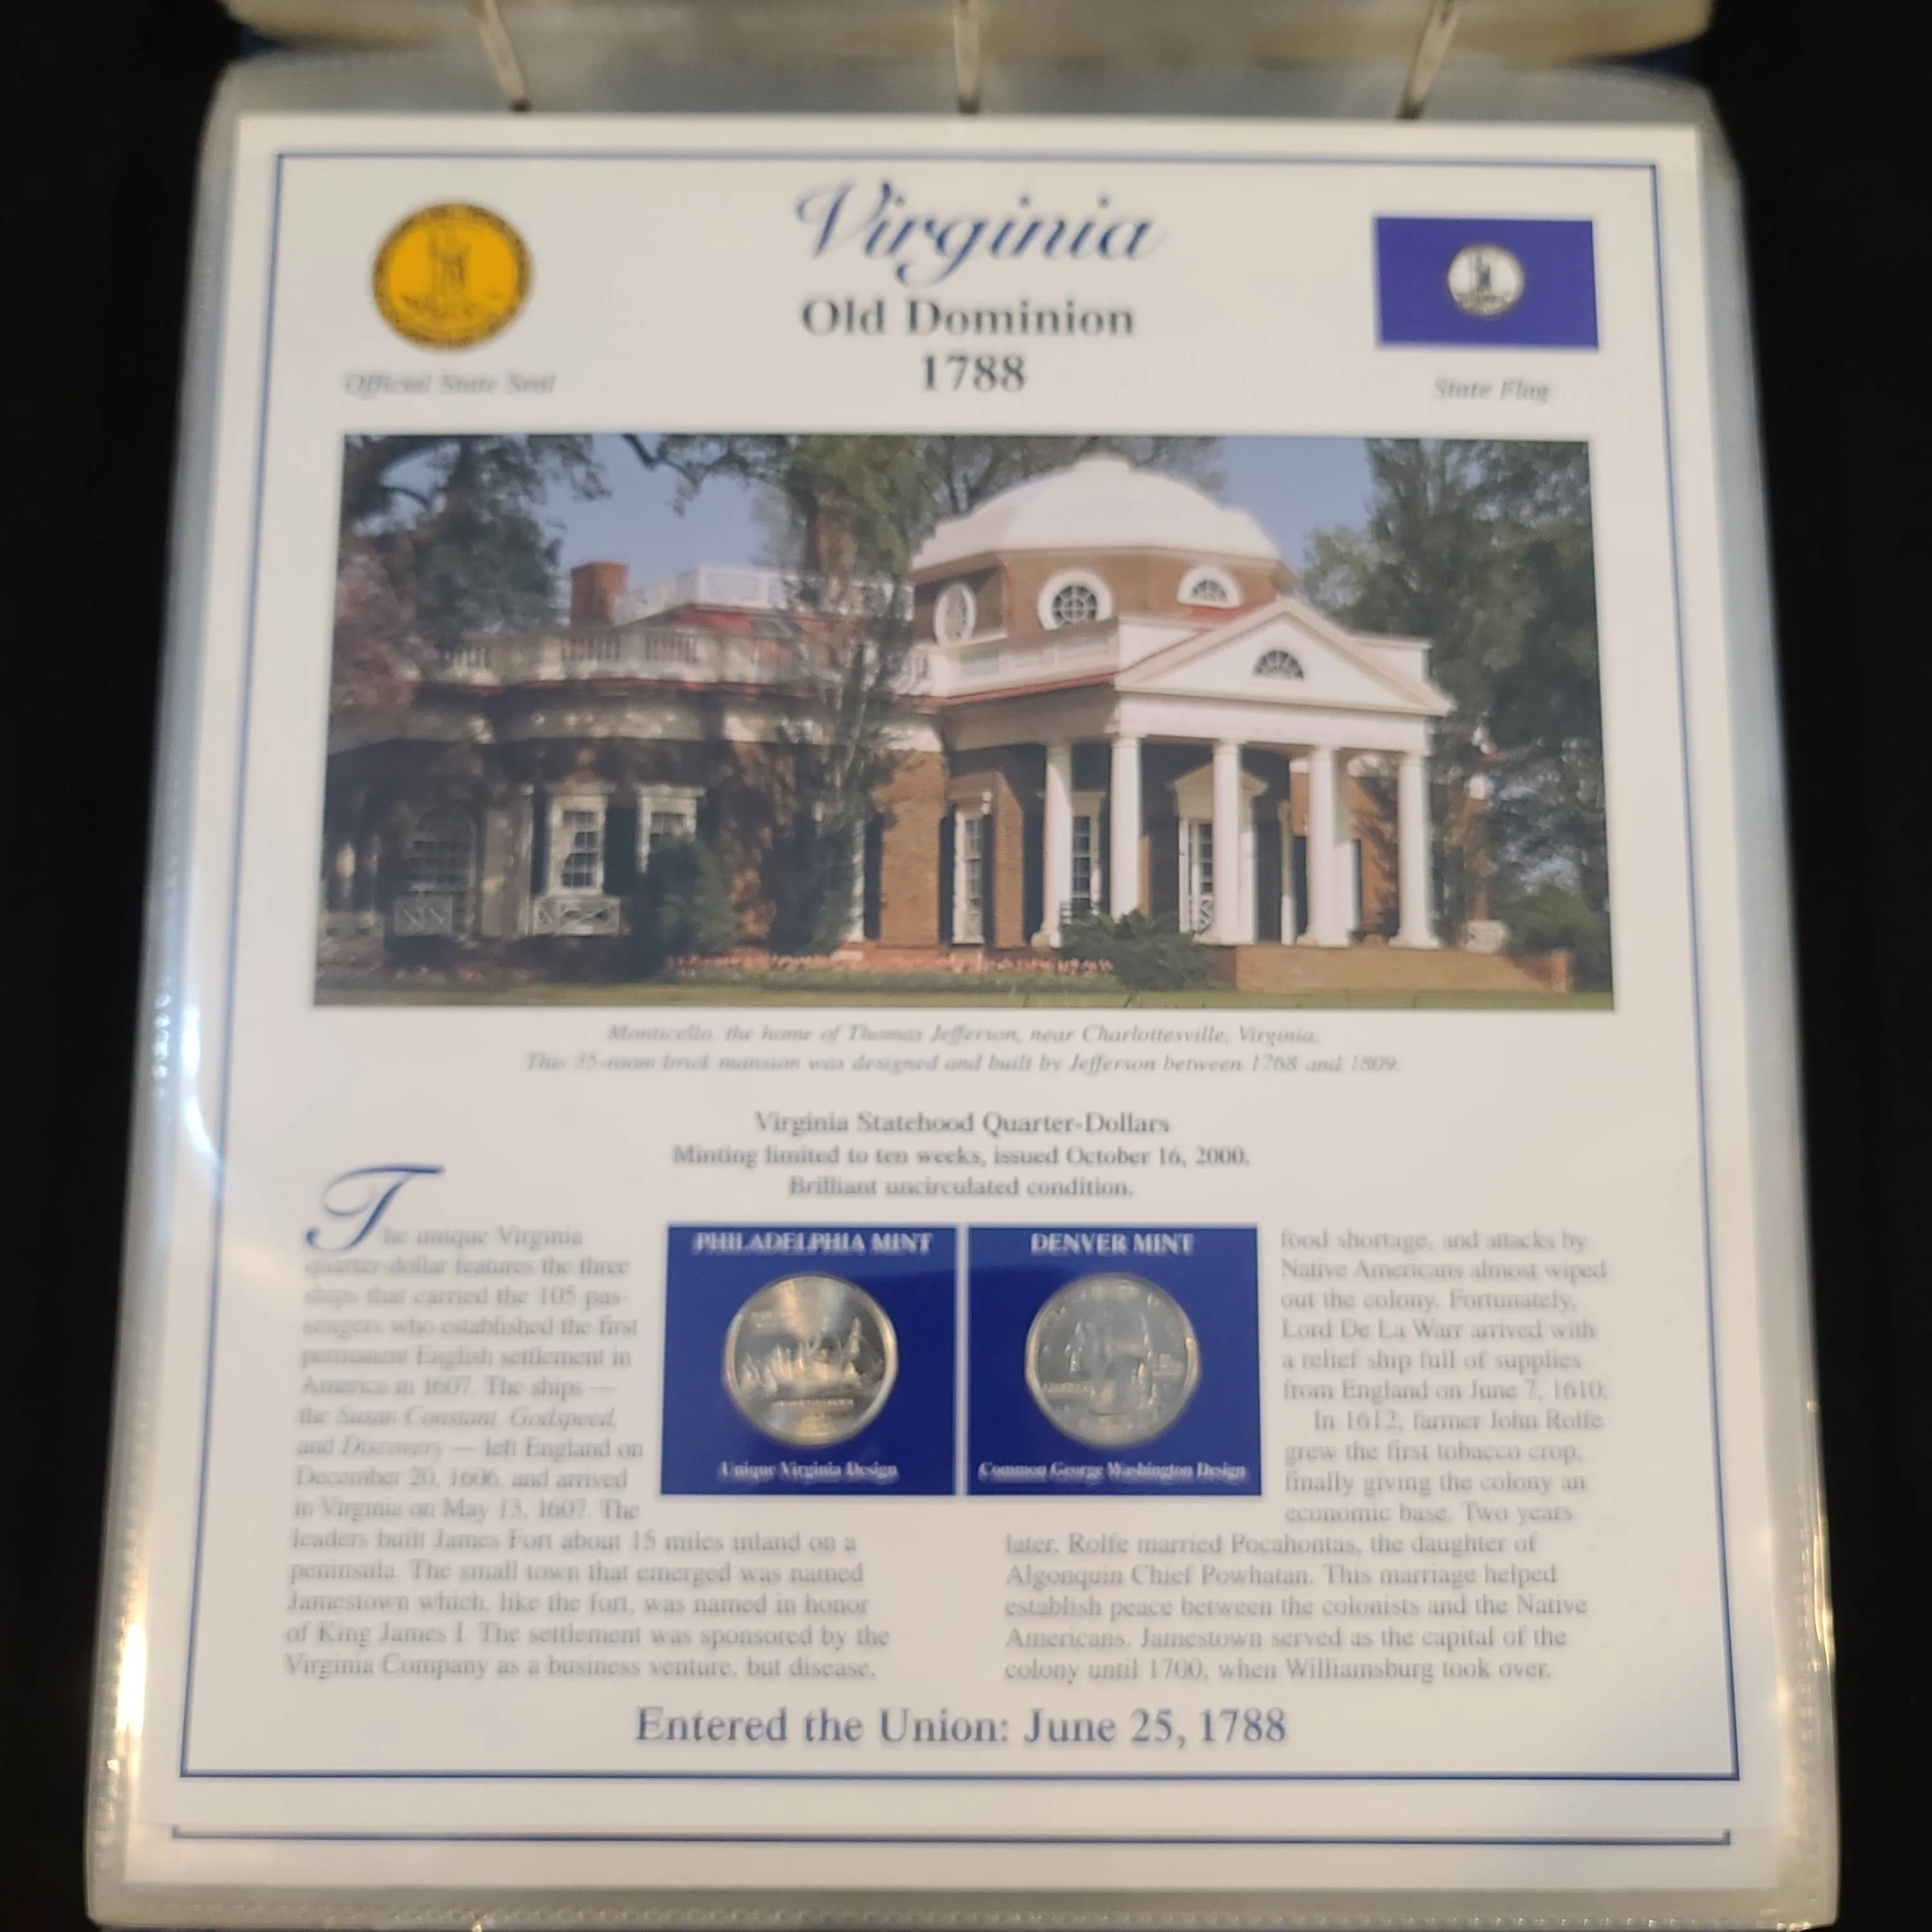 Virginia
Old Dominion
1788
Official State Seal
State Flag
Monticello, the home of Thomas Jefferson, near Charlottesville, Virginia.
This 35-room brick mansion was designed and built by Jefferson between 1768 and 1809.
Virginia Statehood Quarter-Dollars
Minting limited to ten weeks, issued October 16, 2000.
Brilliant uncirculated condition.
The unique Virginia
quarter-dollar features the three
ships that carried the 105 pas-
sengers who established the first
permanent English settlement in
America in 1607. The ships —
the Susan Constant, Godspeed,
and Discovery — left England on
December 20, 1606, and arrived
in Virginia on May 13, 1607. The
leaders built James Fort about 15 miles inland on a
peninsula. The small town that emerged was named
Jamestown which, like the fort, was named in honor
of King James I. The settlement was sponsored by the
Virginia Company as a business venture, but disease,
PHILADELPHIA MINT
Unique Virginia Design
DENVER MINT
Common George Washington Design
food shortage, and attacks by
Native Americans almost wiped
out the colony. Fortunately,
Lord De La Warr arrived with
a relief ship full of supplies
from England on June 7, 1610.
In 1612, farmer John Rolfe
grew the first tobacco crop,
finally giving the colony an
economic base. Two years
later, Rolfe married Pocahontas, the daughter of
Algonquin Chief Powhatan. This marriage helped
establish peace between the colonists and the Native
Americans. Jamestown served as the capital of the
colony until 1700, when Williamsburg took over.
Entered the Union: June 25, 1788